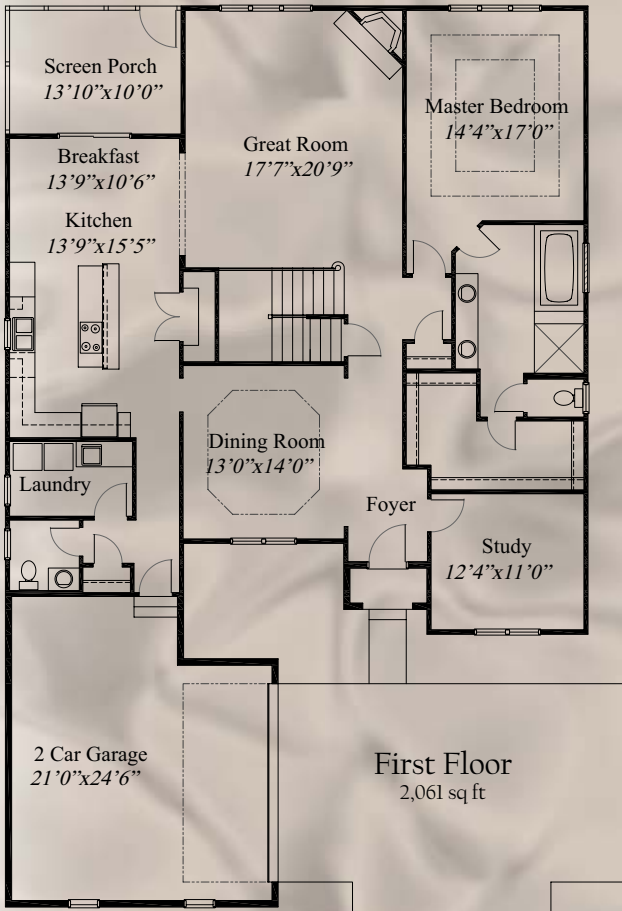 Screen Porch
13’10”x10’0”
Breakfast
13’9”x10’6”
Kitchen
13’9”x15’5”
Great Room
17’7”x20’9”
Master Bedroom
14’4”x17’0”
Dining Room
13’0”x14’0”
Laundry
Foyer
Study
12’4”x11’0”
2 Car Garage
21’0”x24’6”
First Floor
2,061 sq ft